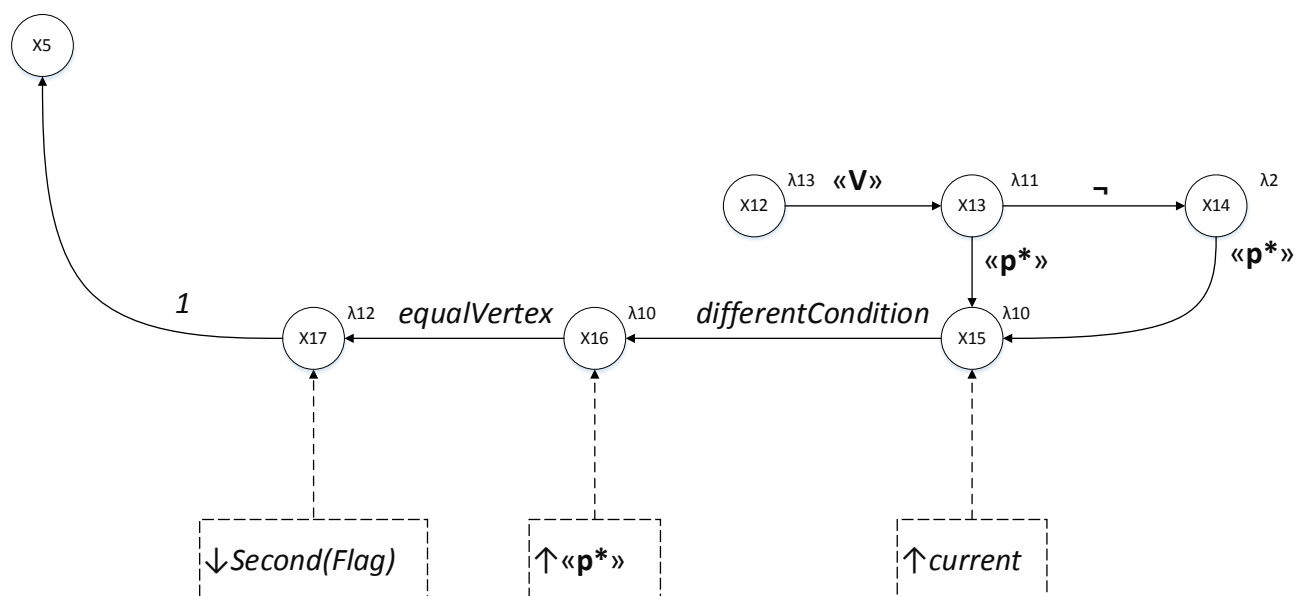 X5
λ13 «V» λ11 ¬ λ2
X12 X13 X14
«p*» «p*»
1 λ12 equalVertex λ10 differentCondition λ10
X17 X16 X15
↓Second(Flag) ↑«p*» ↑current